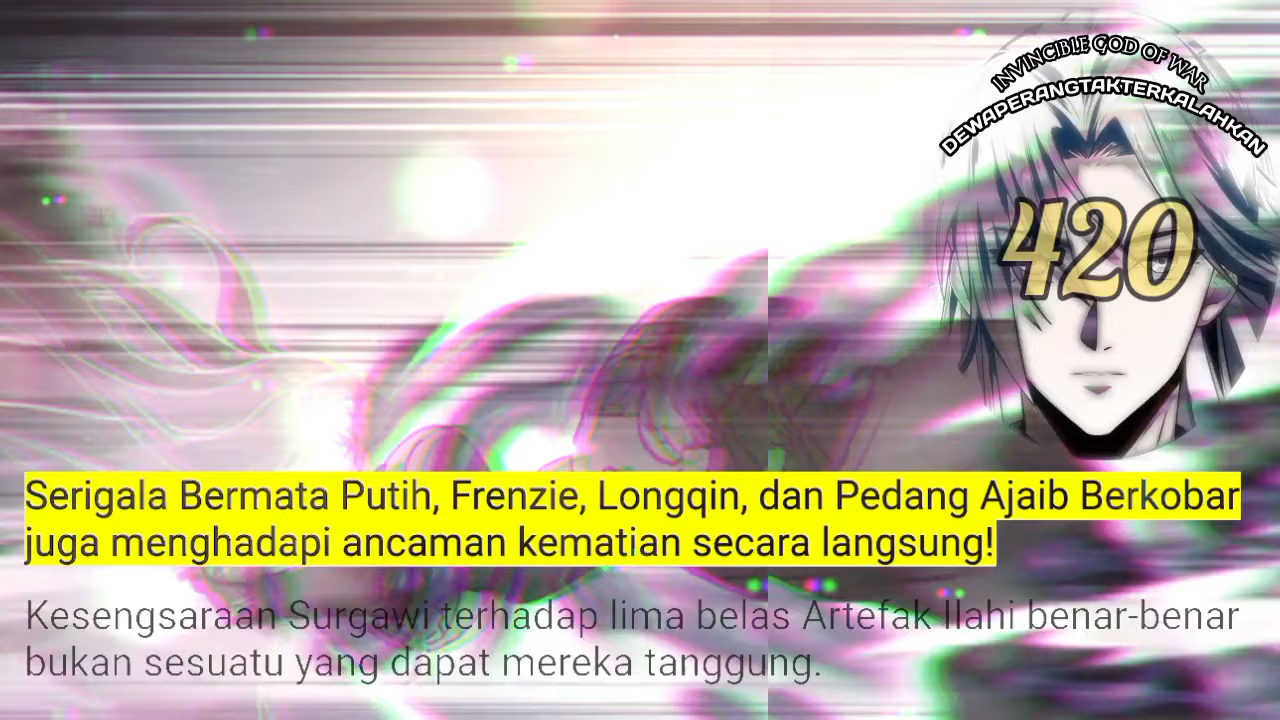 INVINCIBLE GOD OF WAR
DEWAPERANGTAKTERKALAHKAN
420
Serigala Bermata Putih, Frenzie, Longqin, dan Pedang Ajaib Berkobar
juga menghadapi ancaman kematian secara langsung!
Kesengsaraan Surgawi terhadap lima belas Artefak Ilahi benar-benar
bukan sesuatu yang dapat mereka tanggung.